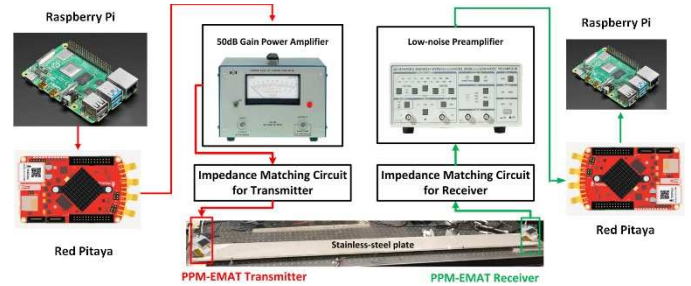 Raspberry Pi
50dB Gain Power Amplifier
Low-noise Preamplifier
Raspberry Pi
Impedance Matching Circuit
for Transmitter
Impedance Matching Circuit
for Receiver
Red Pitaya
Red Pitaya
Stainless-steel plate
PPM-EMAT Transmitter
PPM-EMAT Receiver